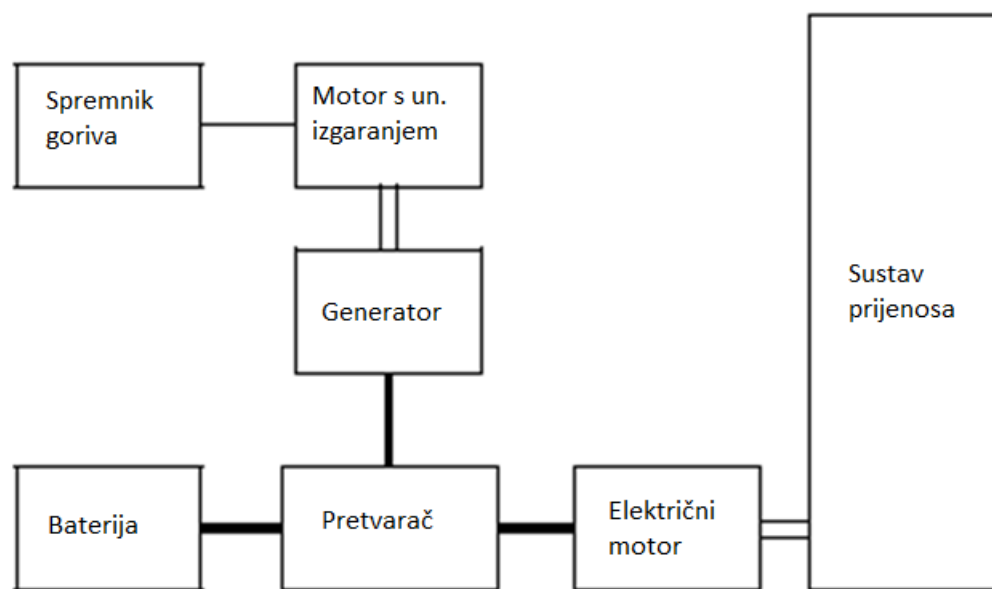 Spremnik
goriva
Motor s un.
izgaranjem
Generator
Sustav
prijenosa
Baterija
Pretvarač
Električni
motor